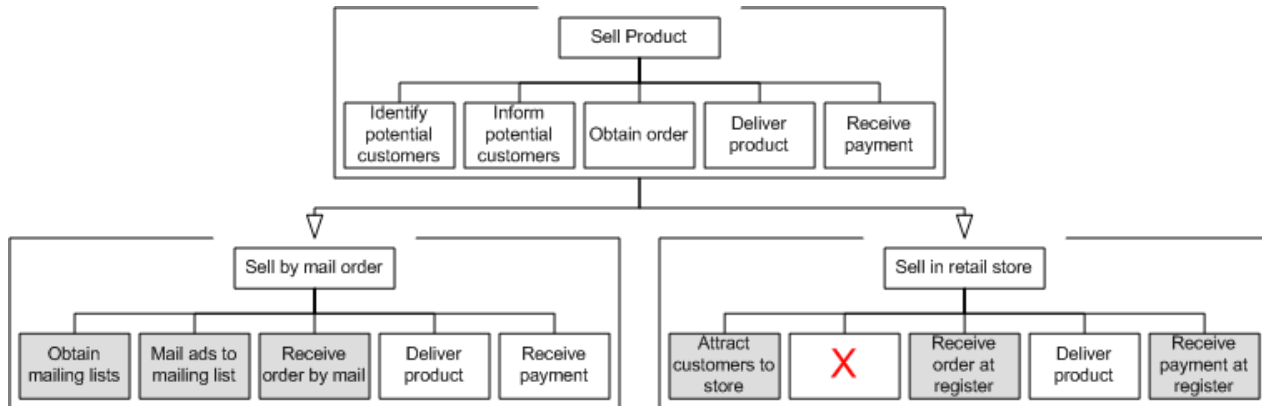 Sell Product
Identify
potential
customers
Inform
potential
customers
Obtain order
Deliver
product
Receive
payment
Sell by mail order
Obtain
mailing lists
Mail ads to
mailing list
Receive
order by mail
Deliver
product
Receive
payment
Sell in retail store
Attract
customers to
store
X
Receive
order at
register
Deliver
product
Receive
payment at
register